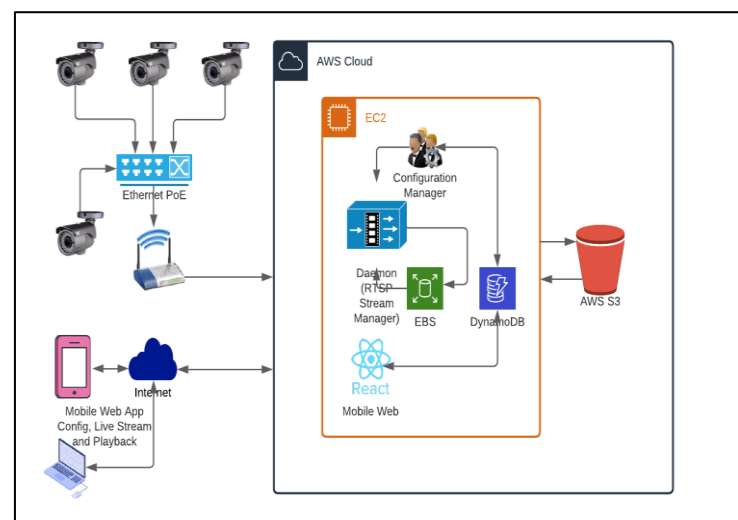 AWS Cloud
EC2
Configuration
Manager
Ethernet PoE
Daemon
(RTSP
Stream
Manager)
EBS
DynamoDB
AWS S3
React
Mobile Web
Internet
Mobile Web App
Config, Live Stream
and Playback